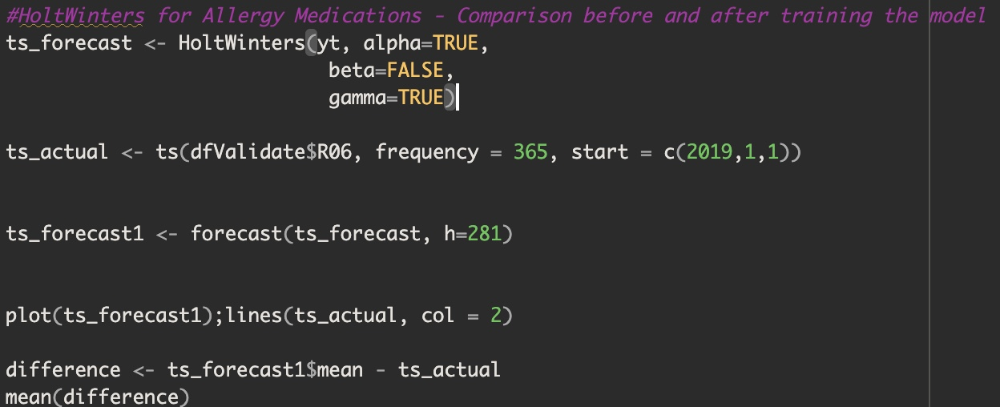 #HoltWinters for Allergy Medications - Comparison before and after training the model
ts_forecast <- HoltWinters(yt, alpha=TRUE,
beta=FALSE,
gamma=TRUE)
ts_actual <- ts(dfValidate$R06, frequency = 365, start = c(2019,1,1))
ts_forecast1 <- forecast(ts_forecast, h=281)
plot(ts_forecast1);lines(ts_actual, col = 2)
difference <- ts_forecast1$mean - ts_actual
mean(difference)